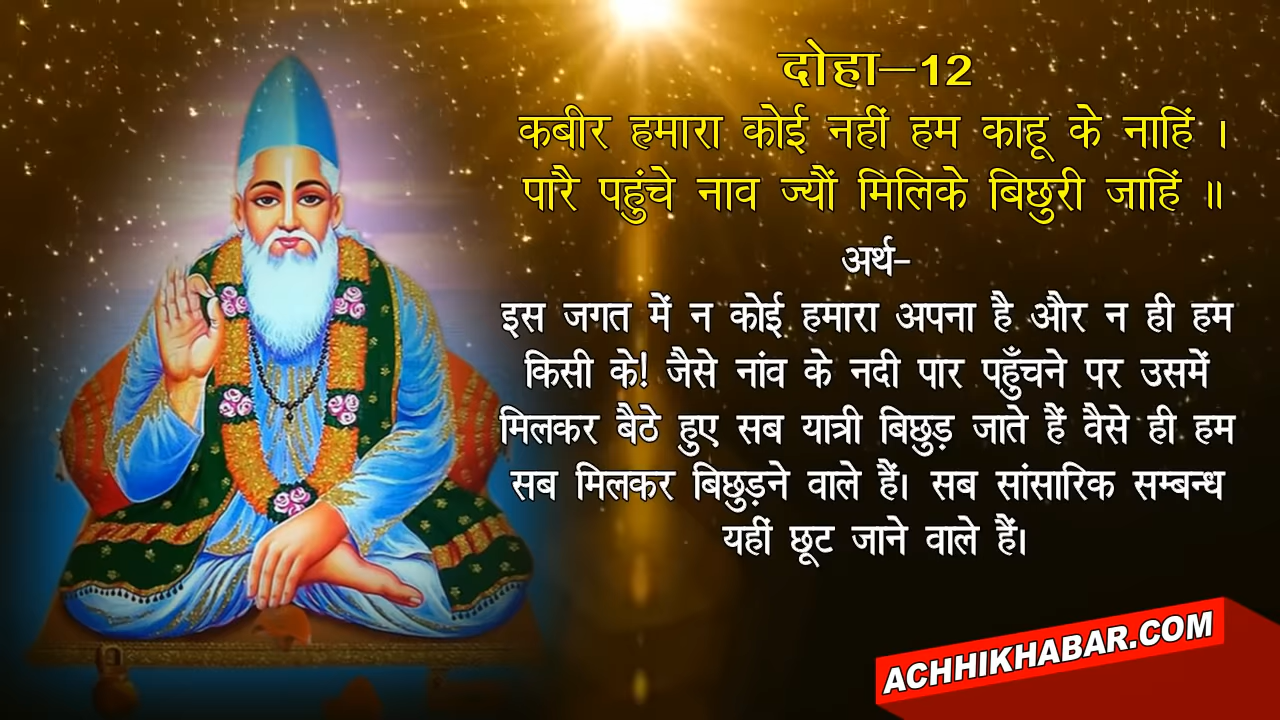 दोहा–12
कबीर हमारा कोई नहीं हम काहू के नाहिं ।
पारै पहुंचे नाव ज्यौं मिलिके बिछुरी जाहिं ॥
अर्थ-
इस जगत में न कोई हमारा अपना है और न ही हम
किसी के! जैसे नांव के नदी पार पहुँचने पर उसमें
मिलकर बैठे हुए सब यात्री बिछुड़ जाते हैं वैसे ही हम
सब मिलकर बिछुड़ने वाले हैं। सब सांसारिक सम्बन्ध
यहीं छूट जाने वाले हैं।
ACHHIKHABAR.COM